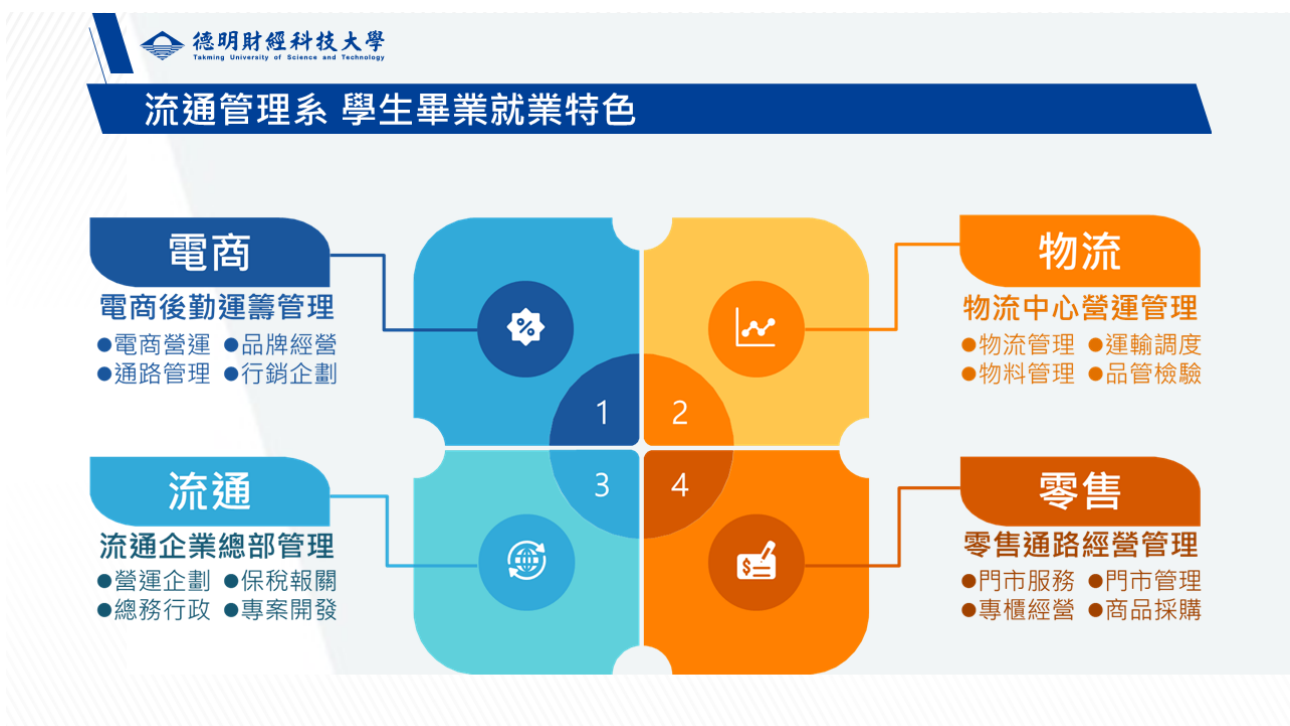 德明財經科技大學
Takming University of Science and Technology
流通管理系 學生畢業就業特色
電商
電商後勤運籌管理
●電商營運 ●品牌經營
●通路管理 ●行銷企劃
物流
物流中心營運管理
●物流管理 ●運輸調度
●物料管理 ●品管檢驗
%
1
2
3
4
$
流通
流通企業總部管理
●營運企劃 ●保稅報關
●總務行政 ●專案開發
零售
零售通路經營管理
●門市服務 ●門市管理
●專櫃經營 ●商品採購